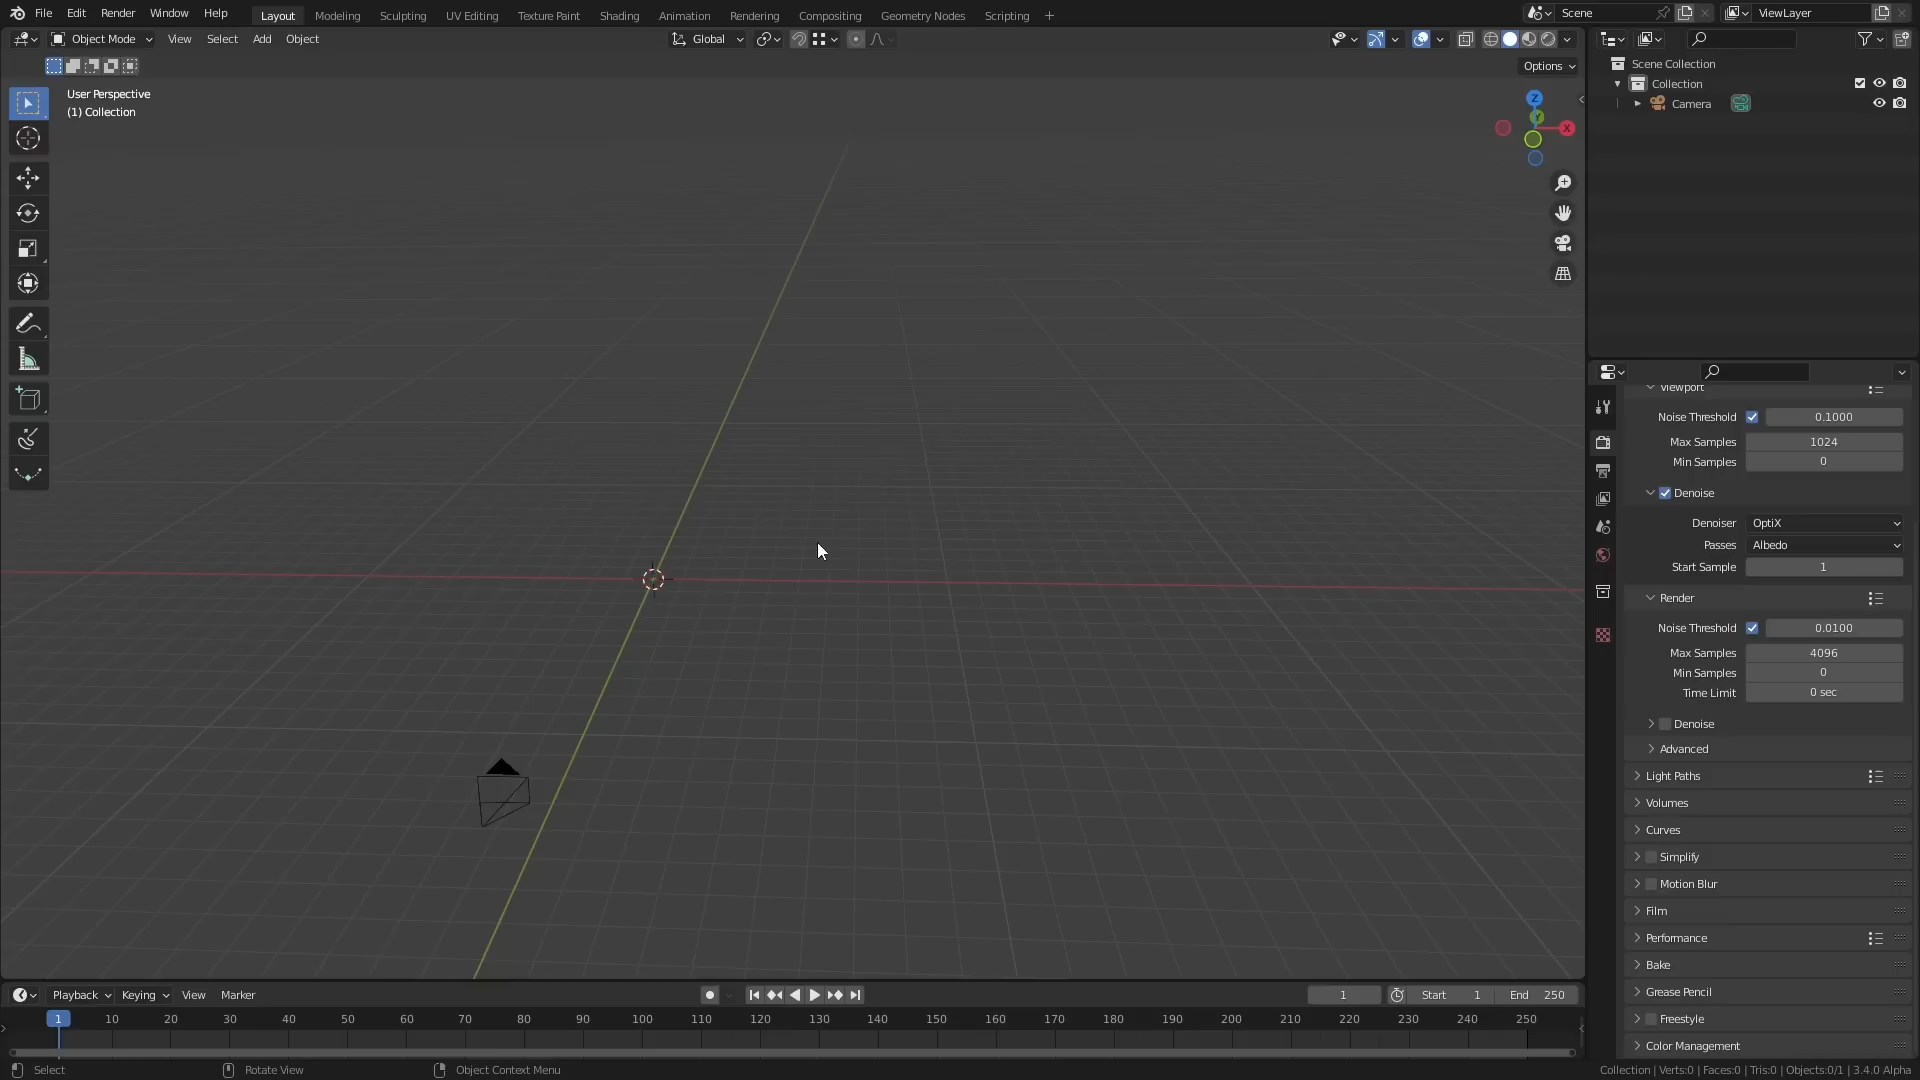 File Edit Render Window Help Layout Modeling Sculpting UV Editing Texture Paint Shading Animation Rendering Compositing Geometry Nodes Scripting + Scene ViewLayer
Object Mode View Select Add Object Global
Options
User Perspective
(1) Collection
Z
Y
X
Scene Collection
Collection
Camera
Viewport
Noise Threshold 0.1000
Max Samples 1024
Min Samples 0
Denoise
Denoiser OptiX
Passes Albedo
Start Sample 1
Render
Noise Threshold 0.0100
Max Samples 4096
Min Samples 0
Time Limit 0 sec
Denoise
Advanced
Light Paths
Volumes
Curves
Simplify
Motion Blur
Film
Performance
Bake
Grease Pencil
Freestyle
Color Management
Playback Keying View Marker 1 Start 1 End 250
1 10 20 30 40 50 60 70 80 90 100 110 120 130 140 150 160 170 180 190 200 210 220 230 240 250
Select Rotate View Object Context Menu Collection | Verts:0 | Faces:0 | Tris:0 | Objects:0/1 | 3.4.0 Alpha